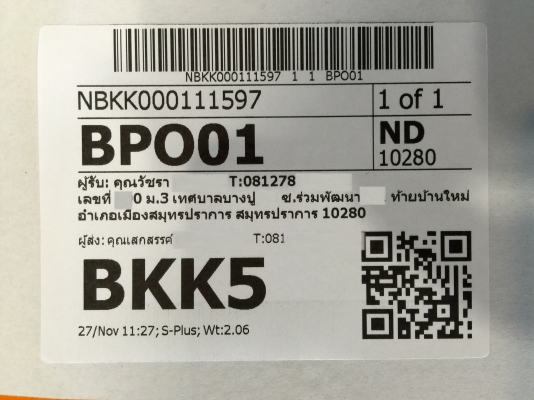 NBKK000111597 1 1 BPO01
NBKK000111597 1 of 1
BPO01 ND
10280
ผู้รับ: คุณวัชรา T:081278
เลขที่ 0 ม.3 เทศบาลบางปู ซ.ร่วมพัฒนา ท้ายบ้านใหม่
อำเภอเมืองสมุทรปราการ สมุทรปราการ 10280
ผู้ส่ง: คุณเสกสรรค์ T:081
BKK5
27/Nov 11:27; S-Plus; Wt:2.06